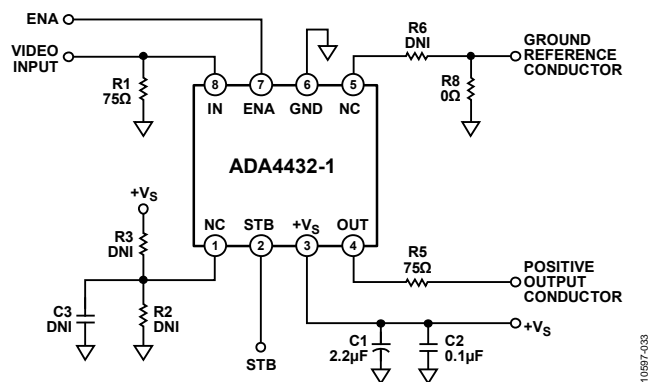 ENA
VIDEO
INPUT
R1
75Ω
R6
DNI
GROUND
REFERENCE
CONDUCTOR
R8
0Ω
8
7
6
5
IN
ENA
GND
NC
ADA4432-1
+VS
R3
DNI
NC
STB
+VS
OUT
1
2
3
4
R5
75Ω
POSITIVE
OUTPUT
CONDUCTOR
C3
DNI
R2
DNI
STB
C1
2.2µF
C2
0.1µF
+VS
10597-033